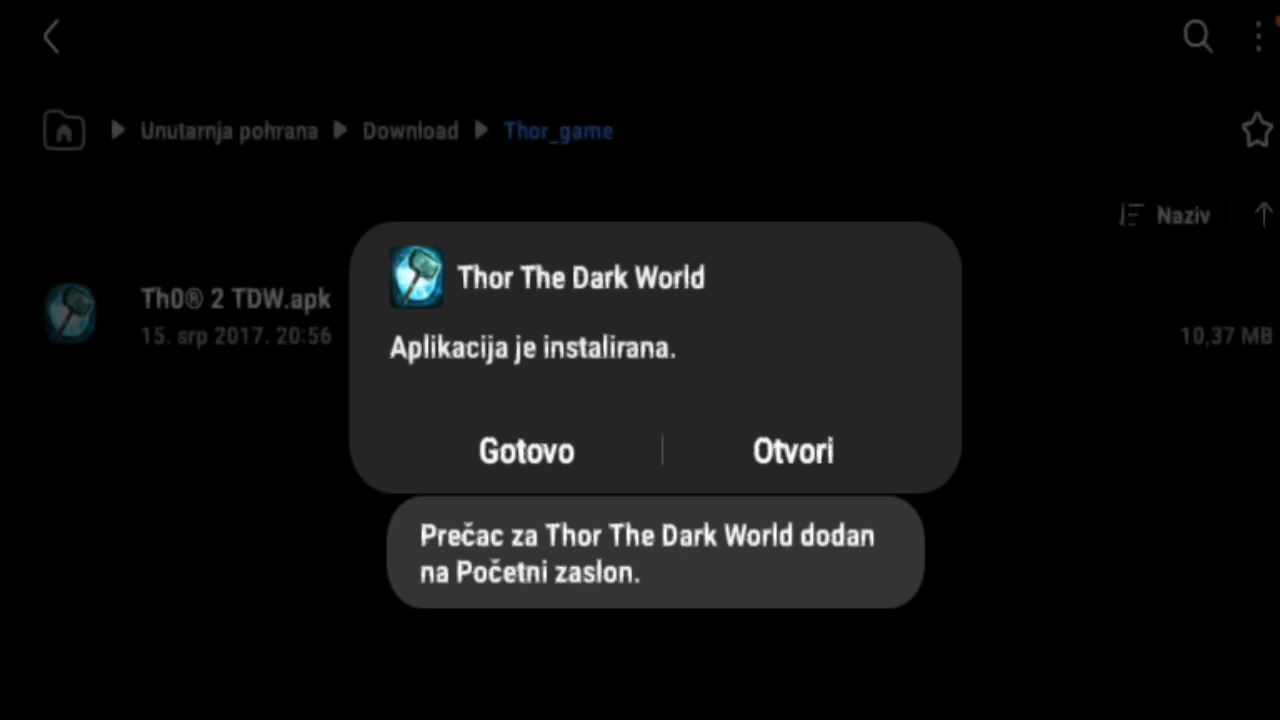 Unutarnja pohrana
Download
Thor_game
Naziv
Thor The Dark World
Th0® 2 TDW.apk
15. srp 2017. 20:56
10,37 MB
Aplikacija je instalirana.
Gotovo
Otvori
Prečac za Thor The Dark World dodan
na Početni zaslon.